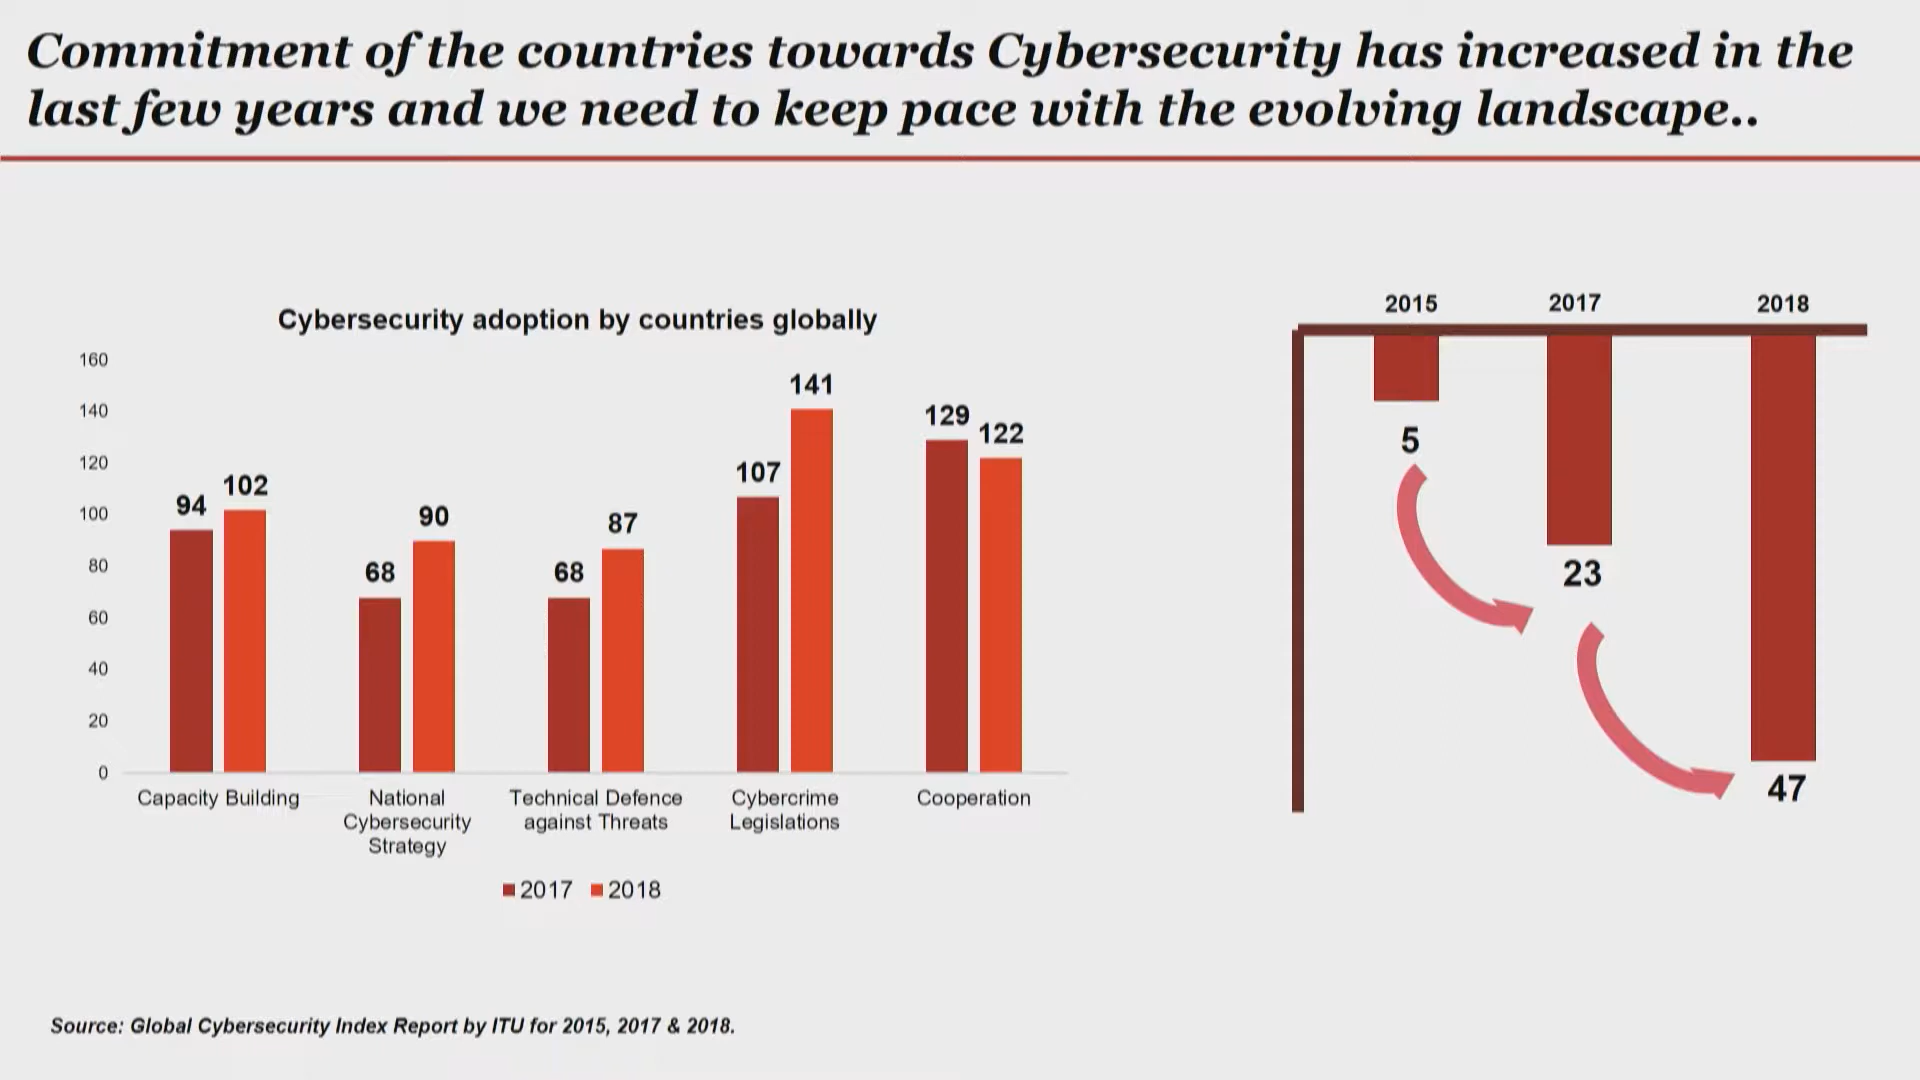 Commitment of the countries towards Cybersecurity has increased in the
last few years and we need to keep pace with the evolving landscape..
Cybersecurity adoption by countries globally
160
140
120
100
80
60
40
20
0
94
102
68
90
68
87
107
141
129
122
Capacity Building
National
Cybersecurity
Strategy
Technical Defence
against Threats
Cybercrime
Legislations
Cooperation
2017 2018
2015 2017 2018
5
23
47
Source: Global Cybersecurity Index Report by ITU for 2015, 2017 & 2018.